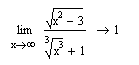 lim x→∞ √(x² − 3) / (∛(x³) + 1) → 1